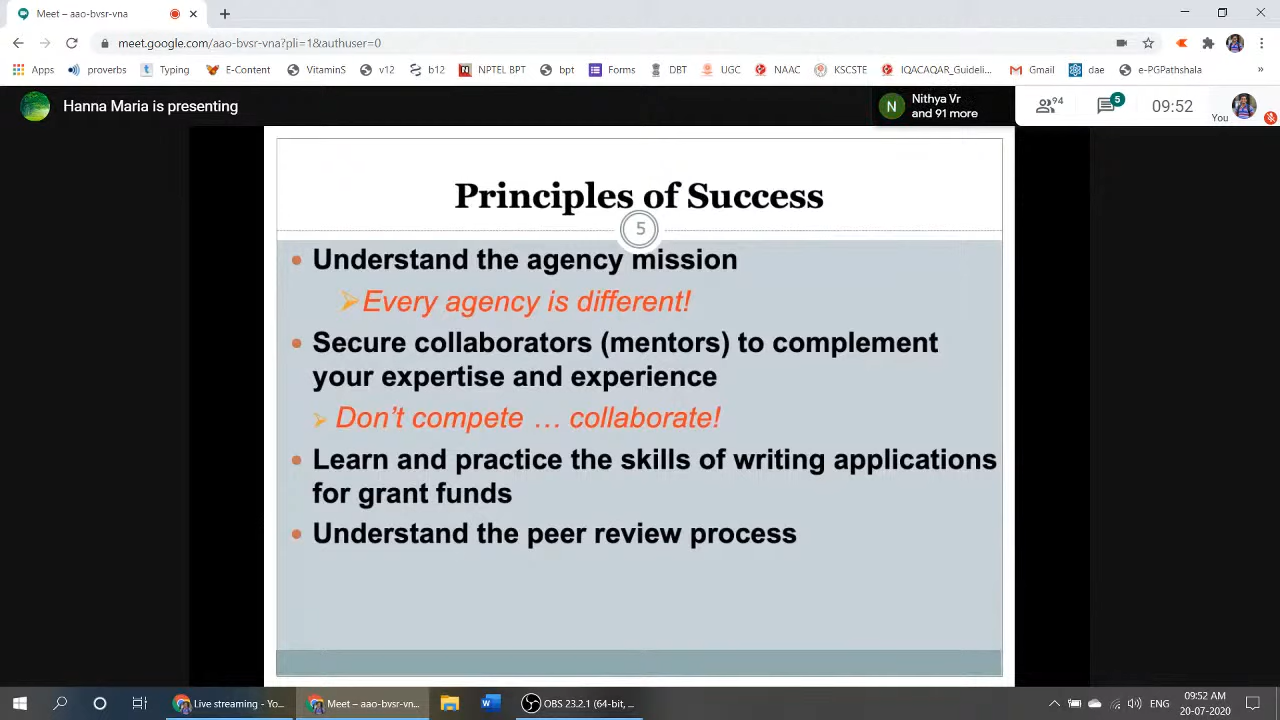 Meet – aao-bvsr-vna
meet.google.com/aao-bvsr-vna?pli=1&authuser=0
Apps proverbs Typing E-Content VitaminS v12 b12 NPTELRPT bpt Forms DBT UGC NAAC KSCSTE IQACAQAR_Guideli... Gmail dae e-PGPathshala »
Hanna Maria is presenting
N Nithya Vr
and 91 more
94
5
09:52
You
Principles of Success
5
• Understand the agency mission
Every agency is different!
• Secure collaborators (mentors) to complement
your expertise and experience
Don't compete … collaborate!
• Learn and practice the skills of writing applications
for grant funds
• Understand the peer review process
Live streaming - Yo...
Meet – aao-bvsr-vn...
OBS 23.2.1 (64-bit, ...
ENG
09:52 AM
20-07-2020